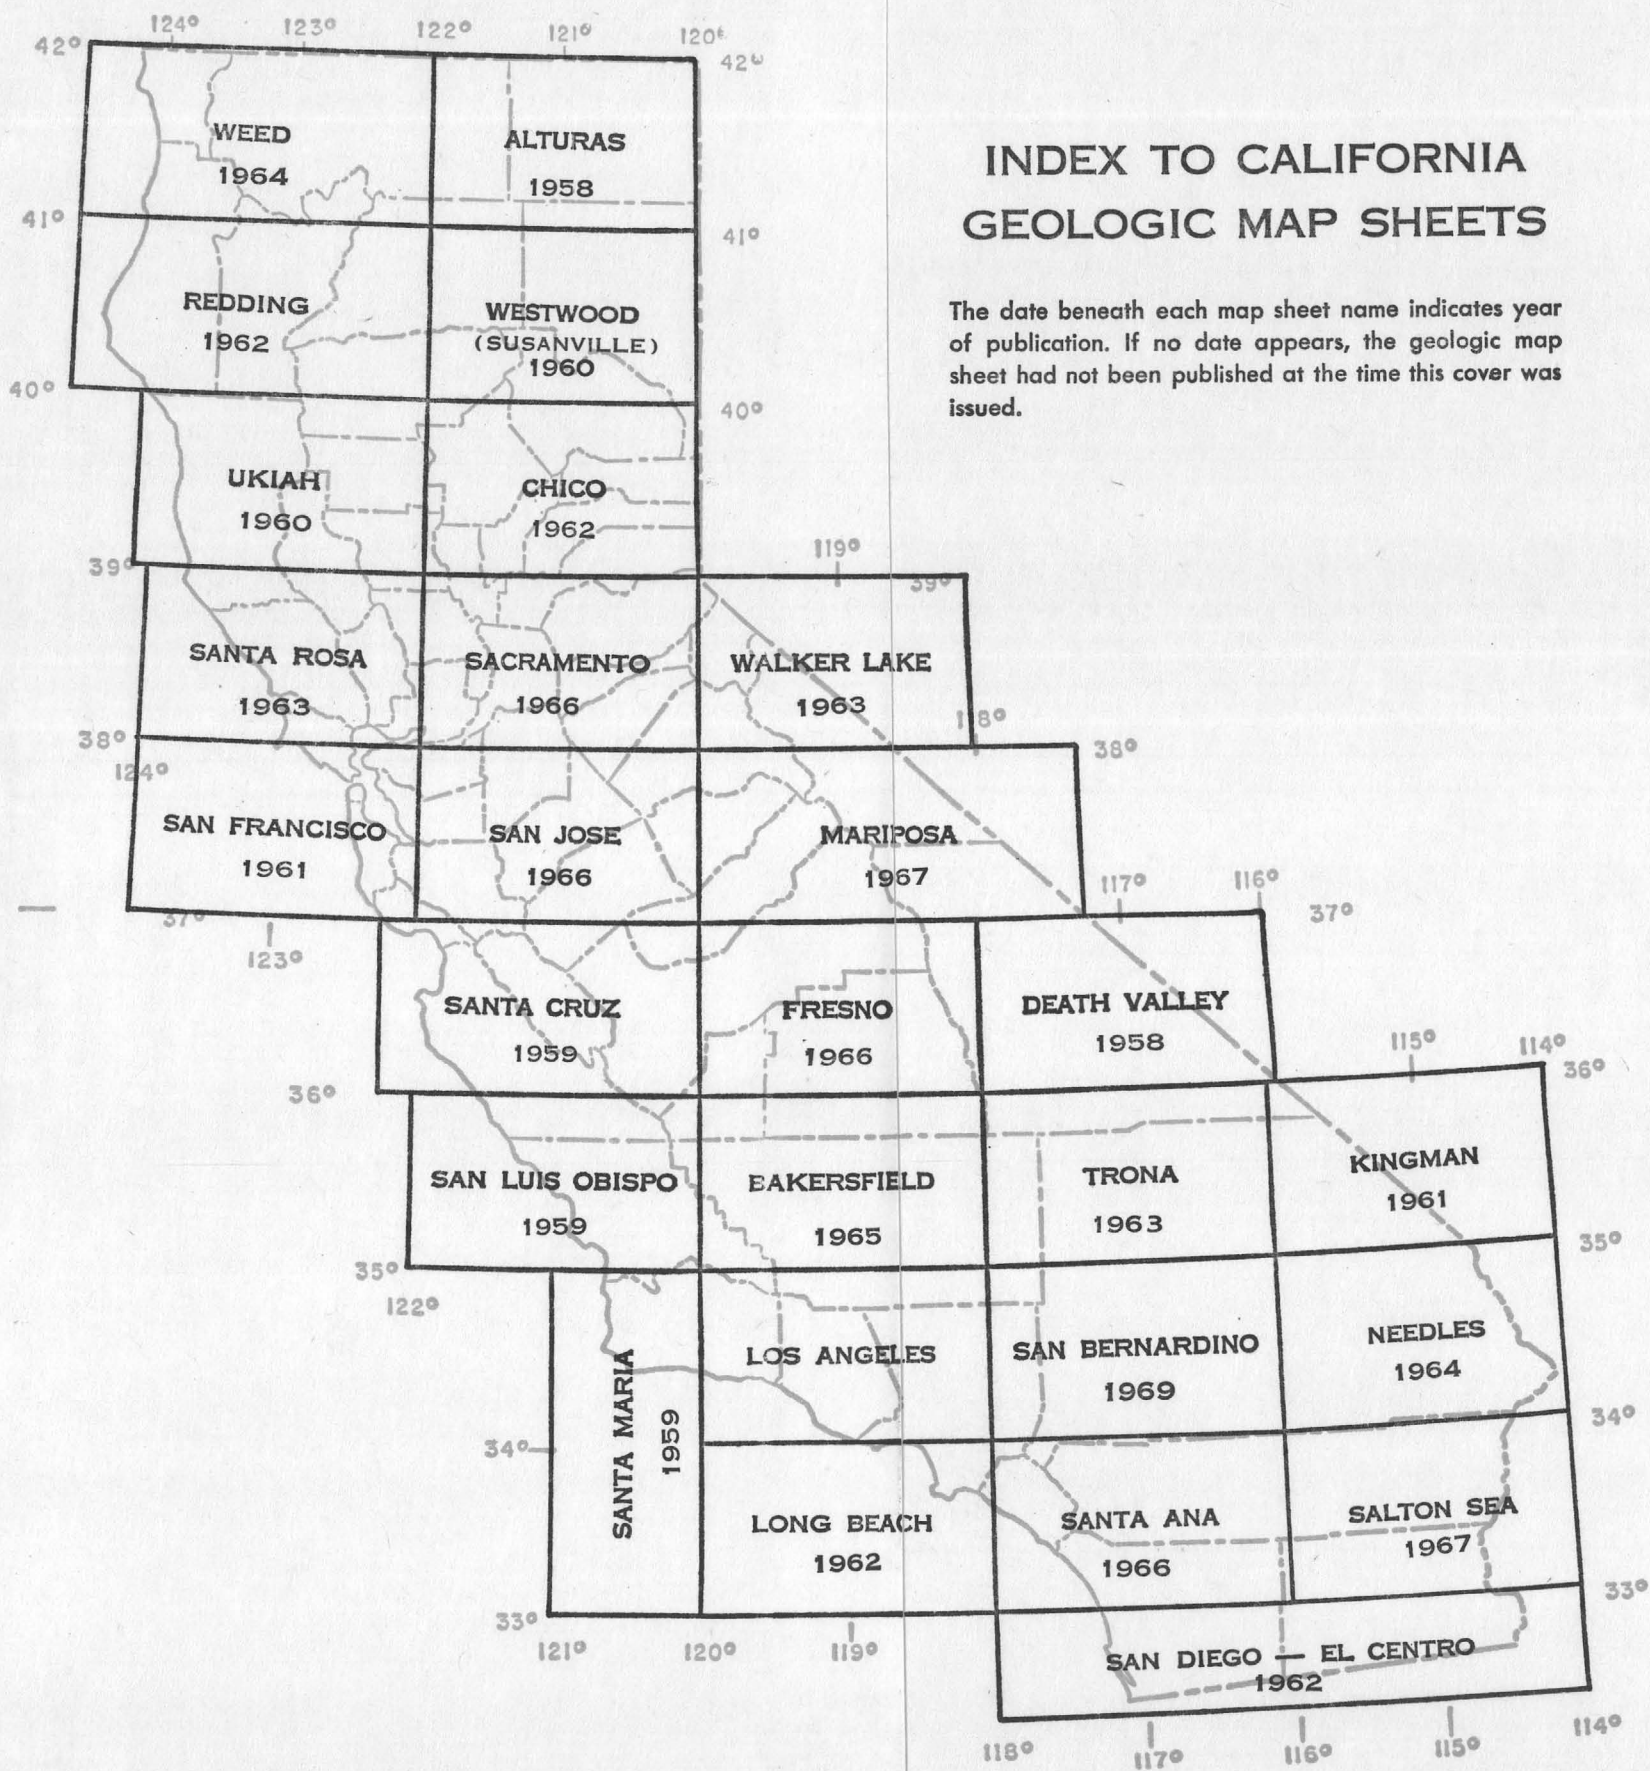 124° 123° 122° 121° 120°
42°
42°
WEED
1964
ALTURAS
1958
INDEX TO CALIFORNIA
GEOLOGIC MAP SHEETS
41°
41°
The date beneath each map sheet name indicates year
of publication. If no date appears, the geologic map
sheet had not been published at the time this cover was
issued.
REDDING
1962
WESTWOOD
(SUSANVILLE)
1960
40°
40°
UKIAH
1960
CHICO
1962
119°
39°
39°
SANTA ROSA
1963
SACRAMENTO
1966
WALKER LAKE
1963
118°
38°
38°
124°
SAN FRANCISCO
1961
SAN JOSE
1966
MARIPOSA
1967
117° 116°
37°
37°
123°
SANTA CRUZ
1959
FRESNO
1966
DEATH VALLEY
1958
115° 114°
36°
36°
SAN LUIS OBISPO
1959
BAKERSFIELD
1965
TRONA
1963
KINGMAN
1961
35°
35°
122°
SANTA MARIA
1959
LOS ANGELES
SAN BERNARDINO
1969
NEEDLES
1964
34°
34°
LONG BEACH
1962
SANTA ANA
1966
SALTON SEA
1967
33°
33°
121° 120° 119°
SAN DIEGO — EL CENTRO
1962
118° 117° 116° 115° 114°